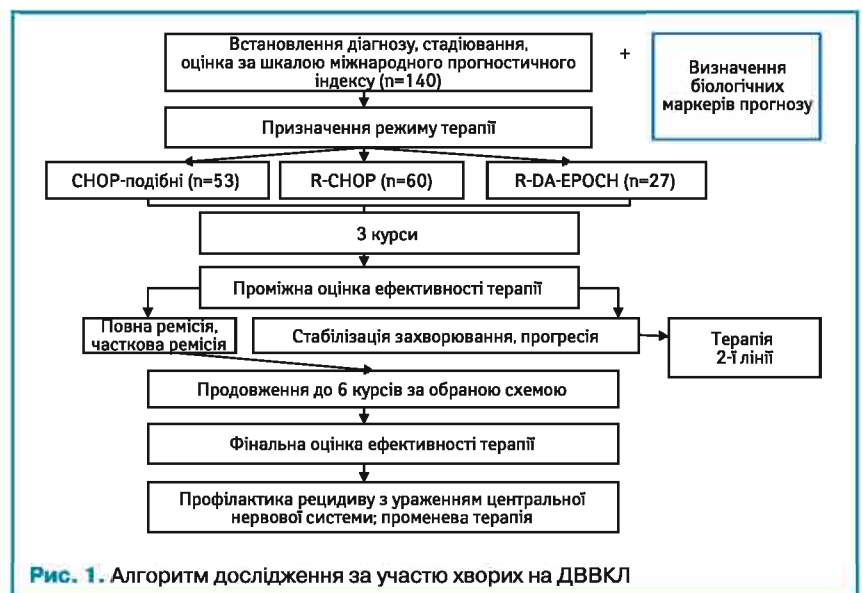 Встановлення діагнозу, стадіювання,
оцінка за шкалою міжнародного прогностичного
індексу (n=140)
+
Визначення
біологічних
маркерів прогнозу
Призначення режиму терапії
CHOP-подібні (n=53)
R-CHOP (n=60)
R-DA-EPOCH (n=27)
3 курси
Проміжна оцінка ефективності терапії
Повна ремісія,
часткова ремісія
Стабілізація захворювання, прогресія
Терапія
2-ї лінії
Продовження до 6 курсів за обраною схемою
Фінальна оцінка ефективності терапії
Профілактика рецидиву з ураженням центральної
нервової системи; променева терапія
Рис. 1. Алгоритм дослідження за участю хворих на ДВВКЛ